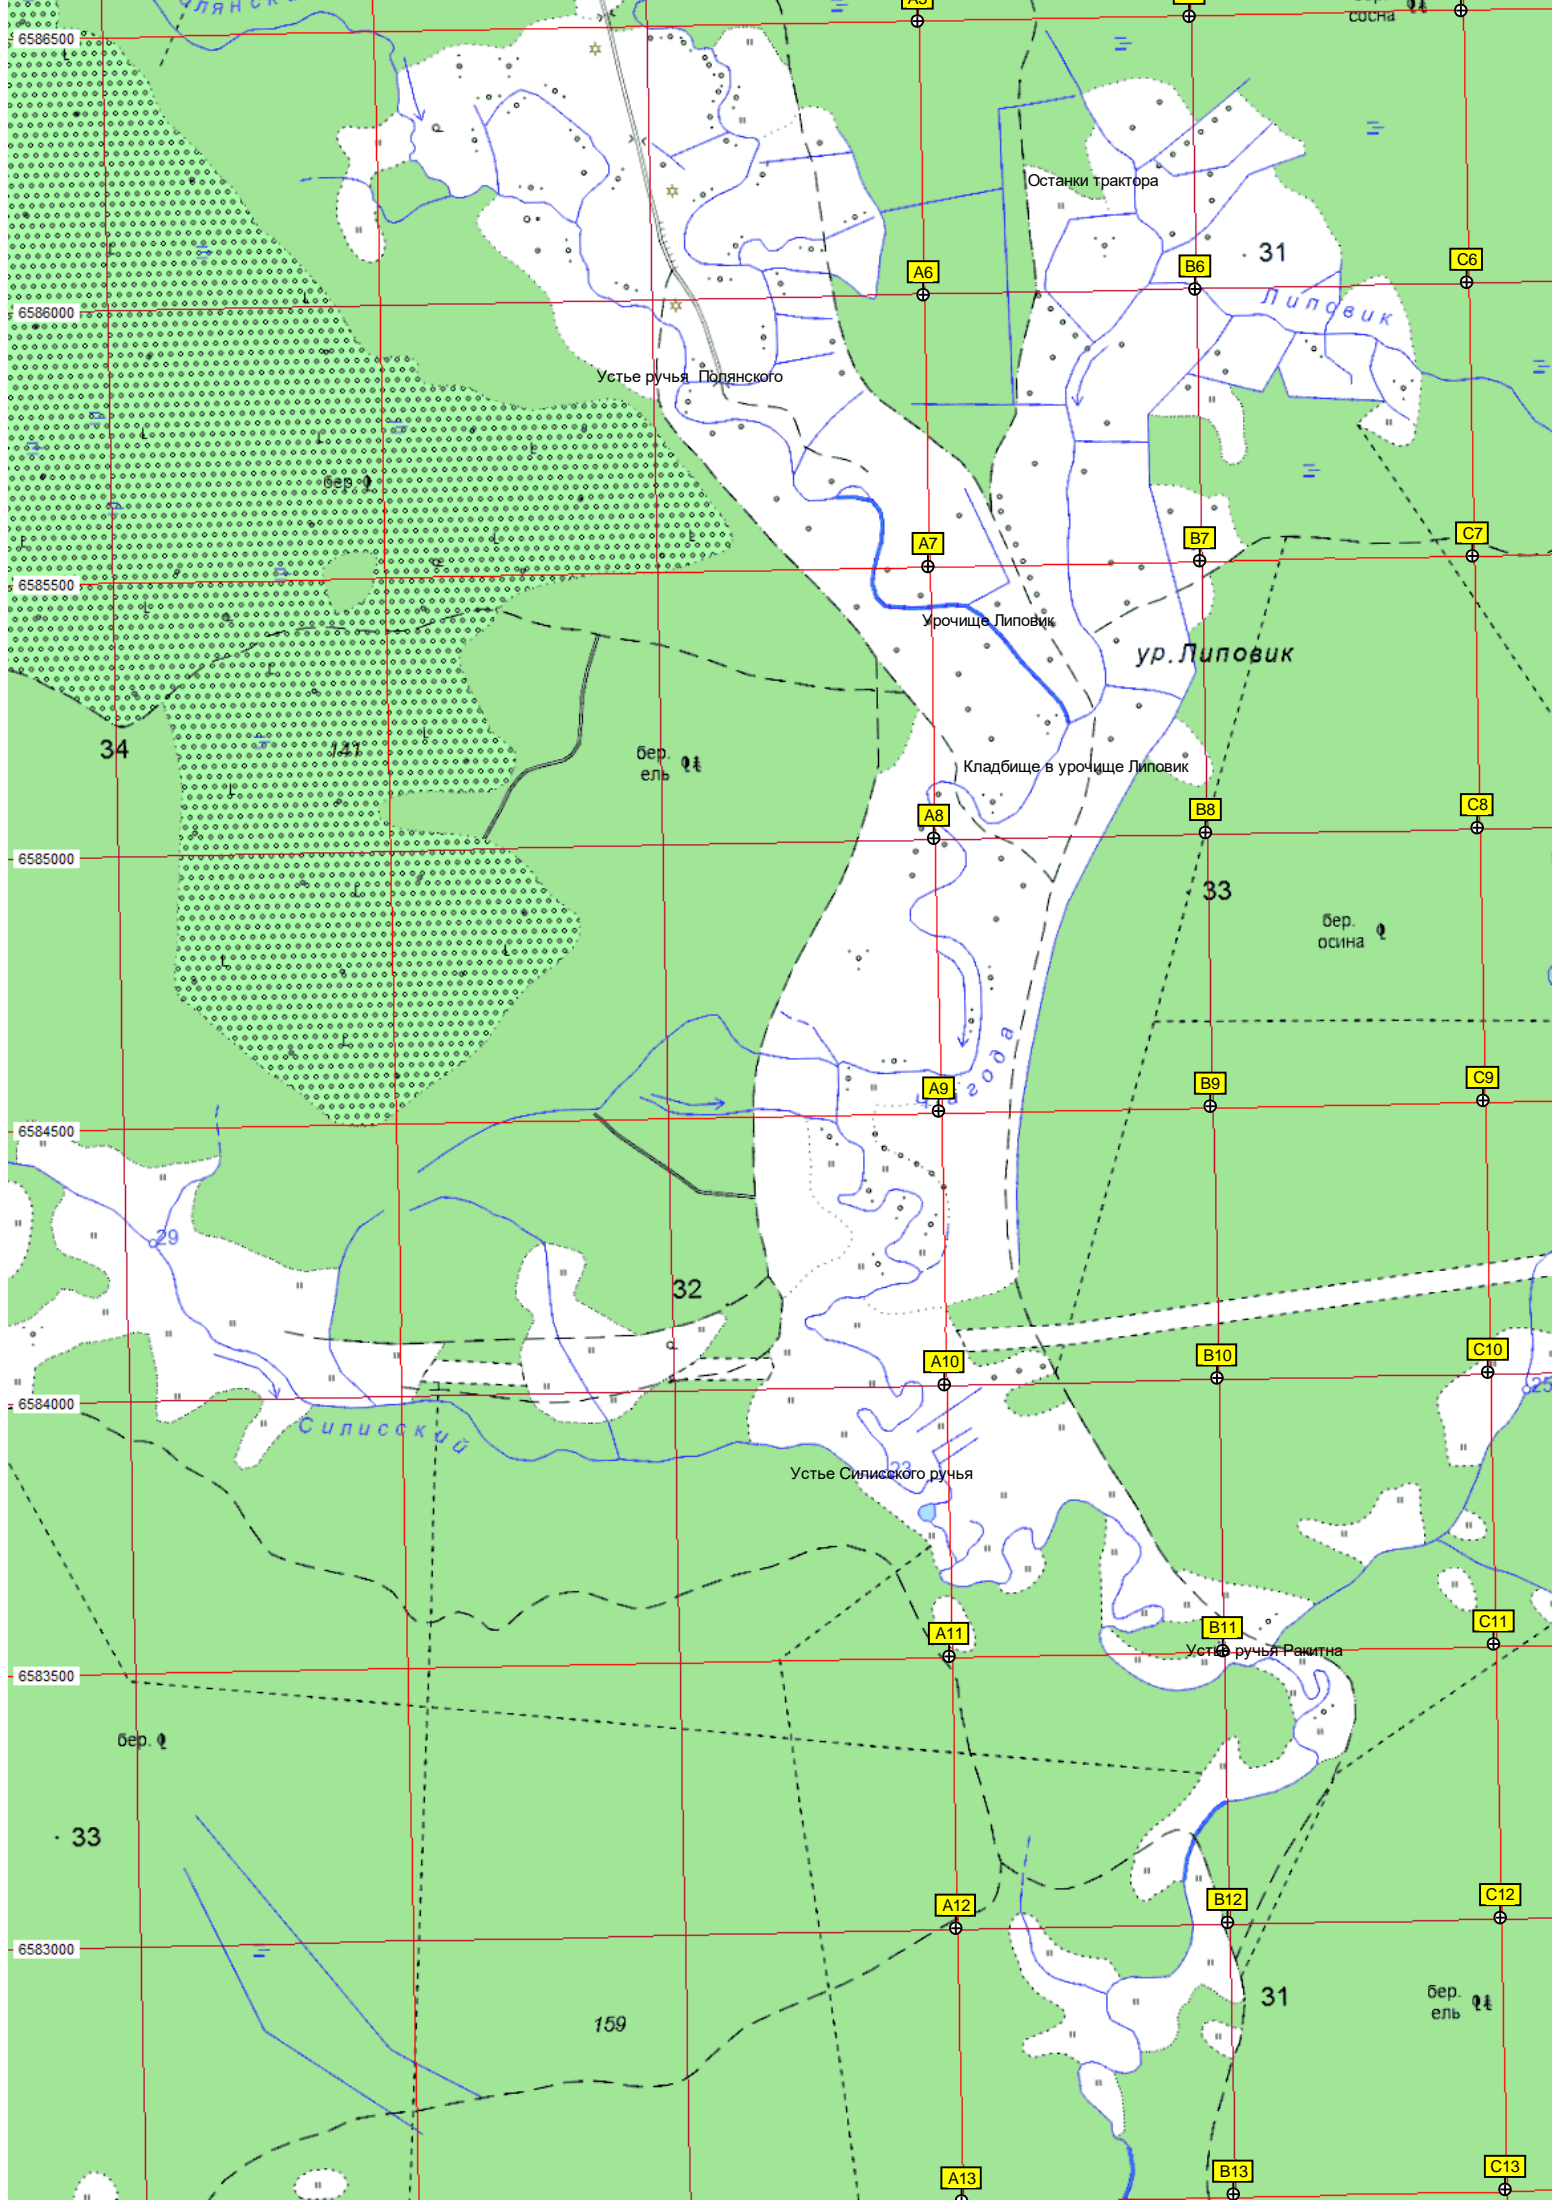 сосна
6586500
Останки трактора
31
A6
B6
C6
Липовик
6586000
Устье ручья Полянского
бер.
A7
B7
C7
6585500
Урочище Липовик
ур.Липовик
34
141
бер.
ель
Кладбище в урочище Липовик
A8
B8
C8
6585000
33
бер.
осина
A9
B9
C9
6584500
29
32
A10
B10
C10
25
6584000
Силисский
23
Устье Силисского ручья
A11
B11
C11
Устье ручья Ракитна
6583500
бер.
33
A12
B12
C12
6583000
31
бер.
ель
159
A13
B13
C13